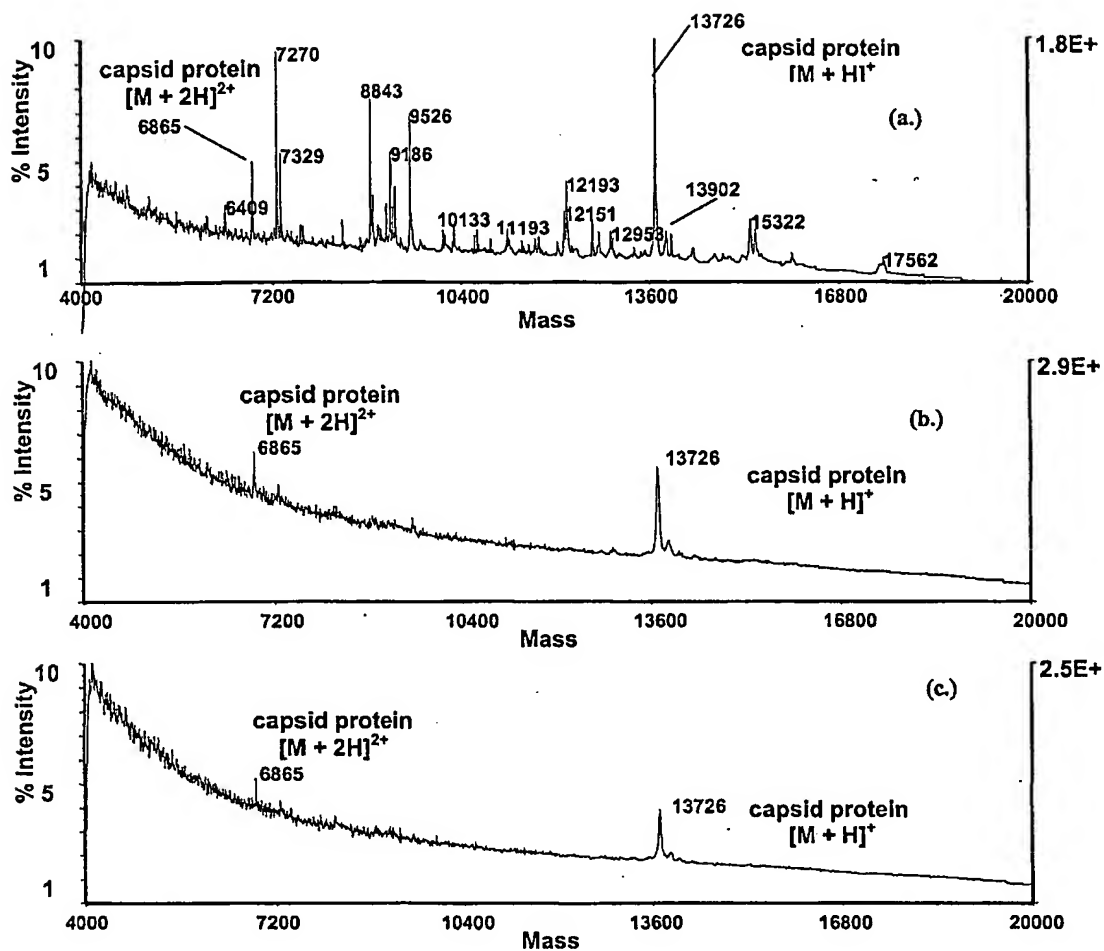 10
5
1
% Intensity
1.8E+
(a.)
capsid protein
[M + 2H]2+
6865
6409
7270
7329
8843
9186
9526
10133
11193
12193
12151
12953
13726
capsid protein
[M + H]+
13902
15322
17562
4000 7200 10400 13600 16800 20000
Mass
10
5
1
% Intensity
2.9E+
(b.)
capsid protein
[M + 2H]2+
6865
13726
capsid protein
[M + H]+
4000 7200 10400 13600 16800 20000
Mass
10
5
1
% Intensity
2.5E+
(c.)
capsid protein
[M + 2H]2+
6865
13726
capsid protein
[M + H]+
4000 7200 10400 13600 16800 20000
Mass